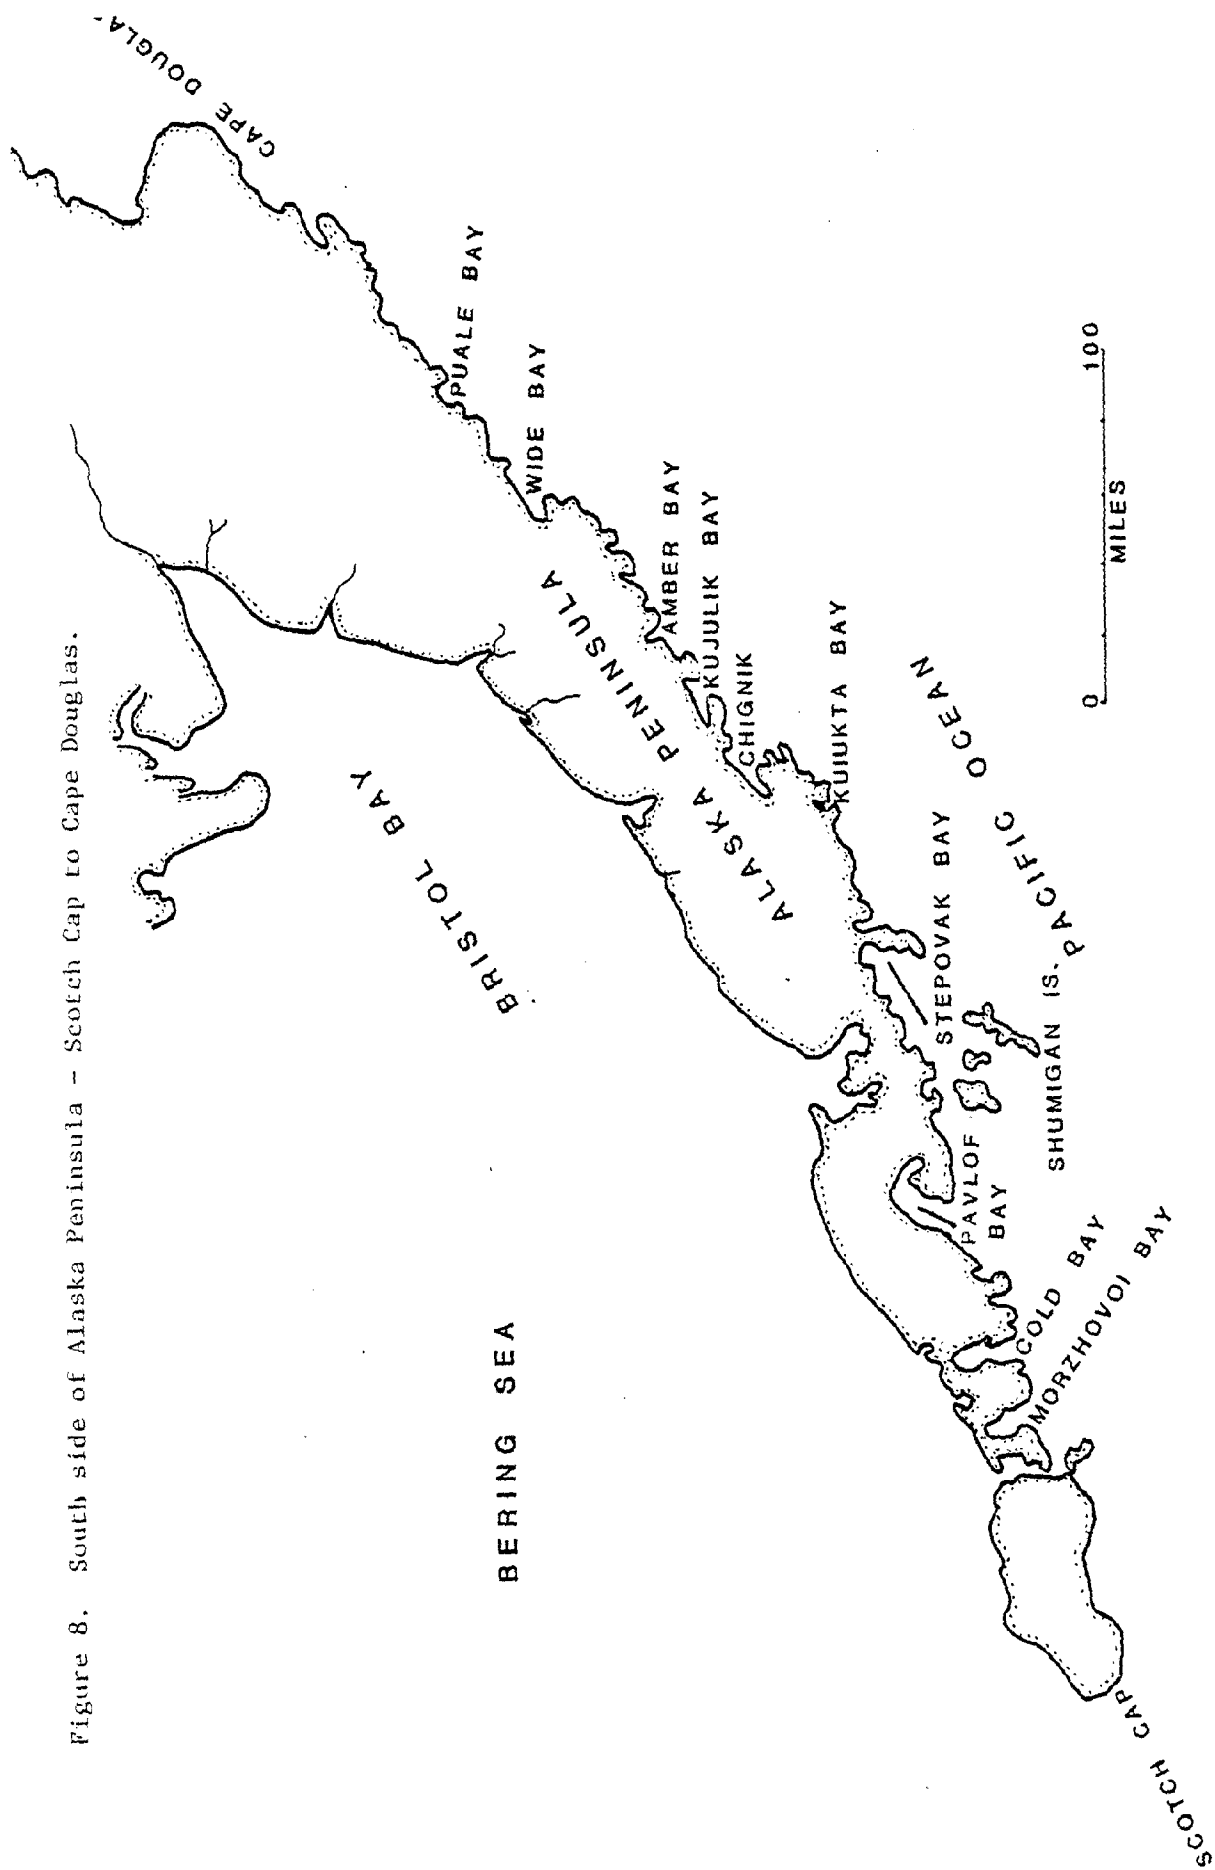 Figure 8. South side of Alaska Peninsula - Scotch Cap to Cape Douglas.
CAPE DOUGLA
PUALE BAY
WIDE BAY
AMBER BAY
KUJULIK BAY
CHIGNIK
KUIUKTA BAY
ALASKA PENINSULA
BRISTOL BAY
BERING SEA
PACIFIC OCEAN
STEPOVAK BAY
SHUMIGAN IS.
PAVLOF
BAY
COLD BAY
MORZHOVOI BAY
SCOTCH CAP
0 100
MILES